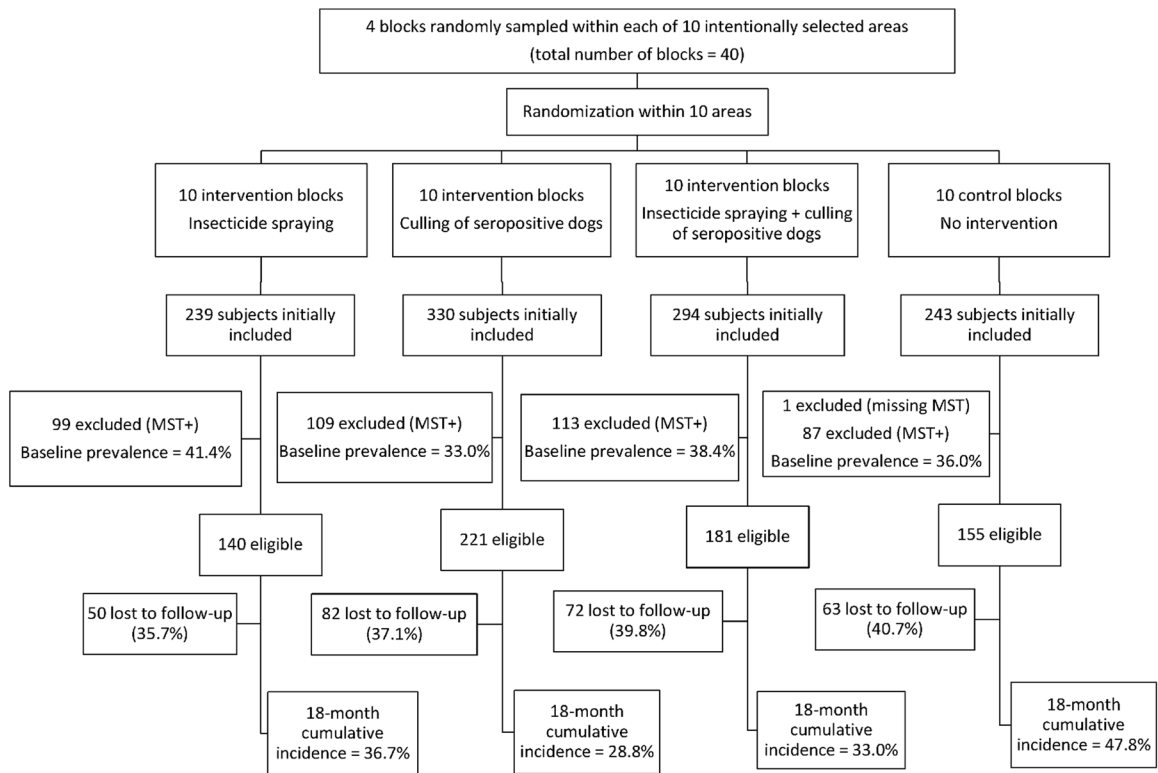 4 blocks randomly sampled within each of 10 intentionally selected areas
(total number of blocks = 40)
Randomization within 10 areas
10 intervention blocks
Insecticide spraying
10 intervention blocks
Culling of seropositive dogs
10 intervention blocks
Insecticide spraying + culling
of seropositive dogs
10 control blocks
No intervention
239 subjects initially
included
330 subjects initially
included
294 subjects initially
included
243 subjects initially
included
99 excluded (MST+)
Baseline prevalence = 41.4%
109 excluded (MST+)
Baseline prevalence = 33.0%
113 excluded (MST+)
Baseline prevalence = 38.4%
1 excluded (missing MST)
87 excluded (MST+)
Baseline prevalence = 36.0%
140 eligible
221 eligible
181 eligible
155 eligible
50 lost to follow-up
(35.7%)
82 lost to follow-up
(37.1%)
72 lost to follow-up
(39.8%)
63 lost to follow-up
(40.7%)
18-month
cumulative
incidence = 36.7%
18-month
cumulative
incidence = 28.8%
18-month
cumulative
incidence = 33.0%
18-month
cumulative
incidence = 47.8%